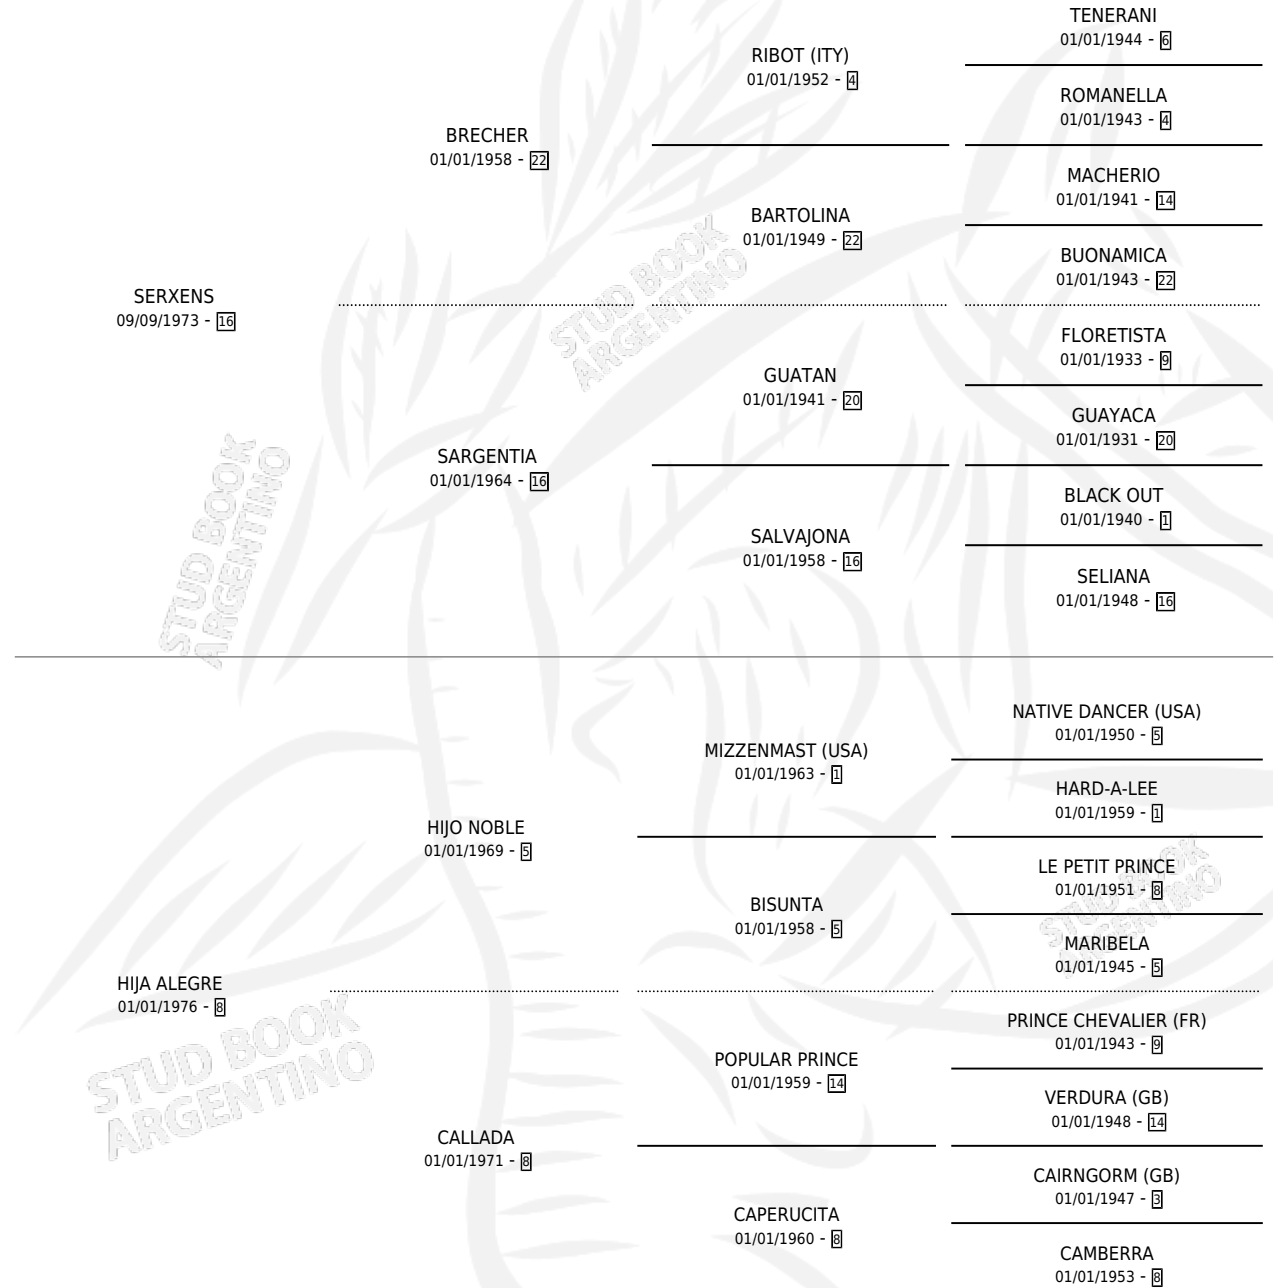 TENERANI
01/01/1944 - 6
RIBOT (ITY)
01/01/1952 - 4
ROMANELLA
01/01/1943 - 4
BRECHER
01/01/1958 - 22
MACHERIO
01/01/1941 - 14
BARTOLINA
01/01/1949 - 22
BUONAMICA
01/01/1943 - 22
STUD BOOK
ARGENTINO
SERXENS
09/09/1973 - 16
FLORETISTA
01/01/1933 - 9
GUATAN
01/01/1941 - 20
GUAYACA
01/01/1931 - 20
SARGENTIA
01/01/1964 - 16
BLACK OUT
01/01/1940 - 1
SALVAJONA
01/01/1958 - 16
SELIANA
01/01/1948 - 16
STUD BOOK
ARGENTINO
NATIVE DANCER (USA)
01/01/1950 - 5
MIZZENMAST (USA)
01/01/1963 - 1
HARD-A-LEE
01/01/1959 - 1
HIJO NOBLE
01/01/1969 - 5
LE PETIT PRINCE
01/01/1951 - 8
BISUNTA
01/01/1958 - 5
MARIBELA
01/01/1945 - 5
STUD BOOK
ARGENTINO
HIJA ALEGRE
01/01/1976 - 8
PRINCE CHEVALIER (FR)
01/01/1943 - 9
POPULAR PRINCE
01/01/1959 - 14
VERDURA (GB)
01/01/1948 - 14
STUD BOOK
ARGENTINO
CALLADA
01/01/1971 - 8
CAIRNGORM (GB)
01/01/1947 - 3
CAPERUCITA
01/01/1960 - 8
CAMBERRA
01/01/1953 - 8